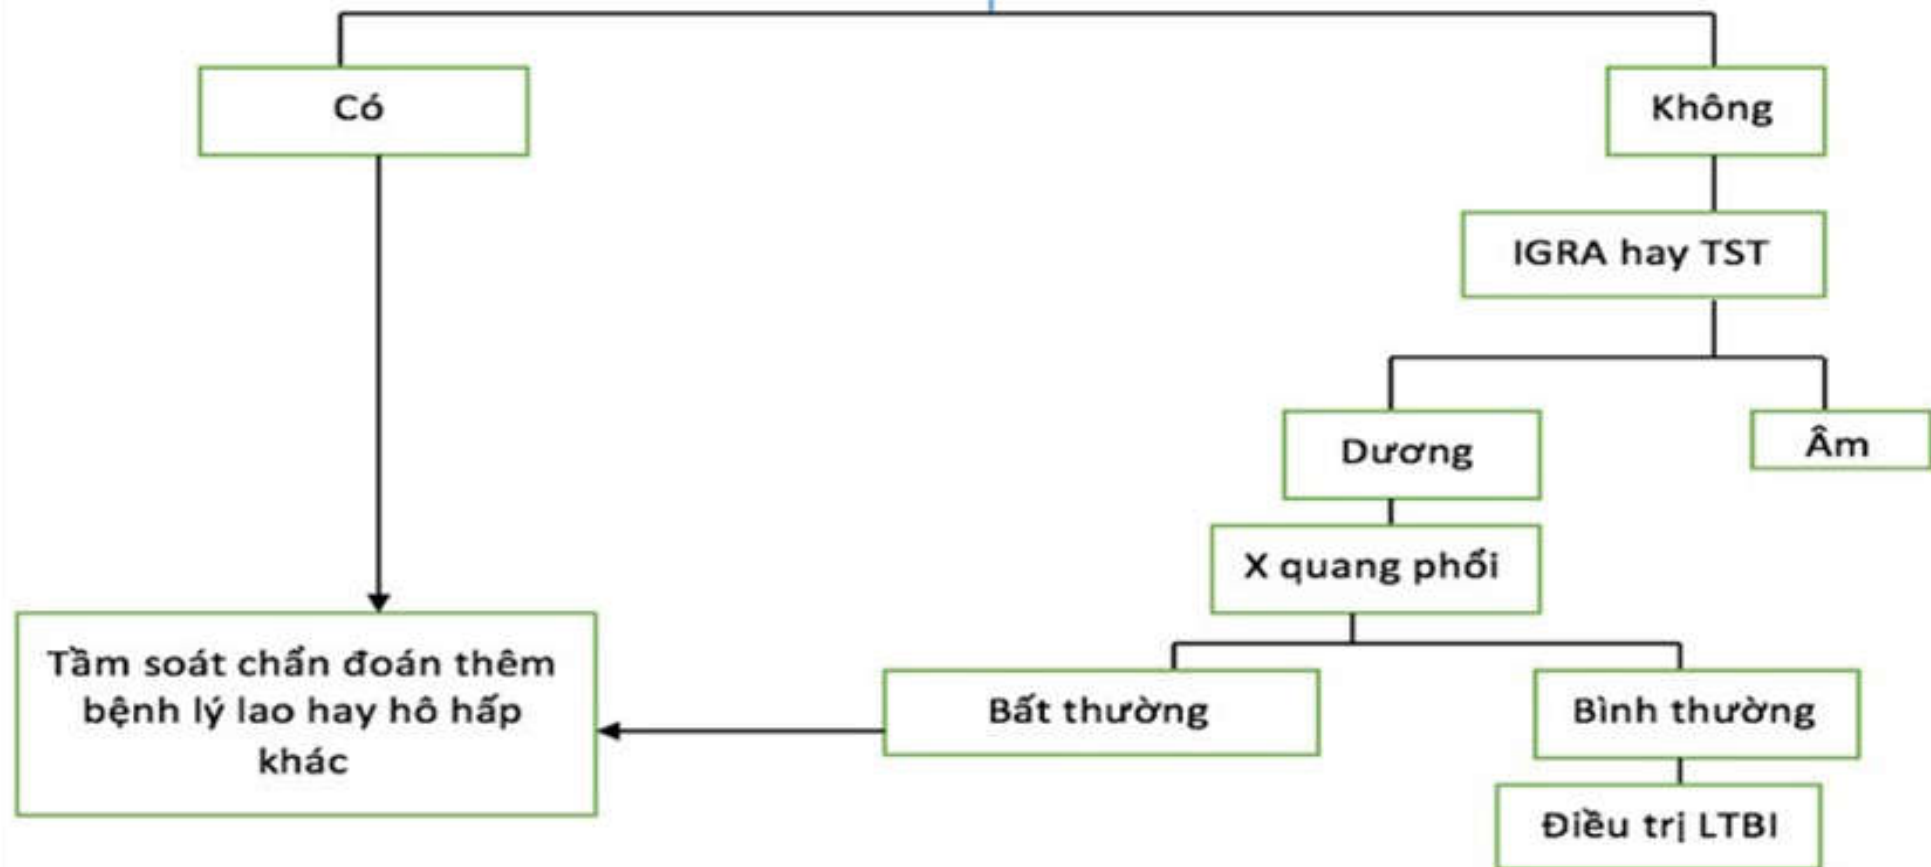 Có
Không
IGRA hay TST
Dương
Âm
X quang phổi
Tầm soát chẩn đoán thêm
bệnh lý lao hay hô hấp
khác
Bất thường
Bình thường
Điều trị LTBI